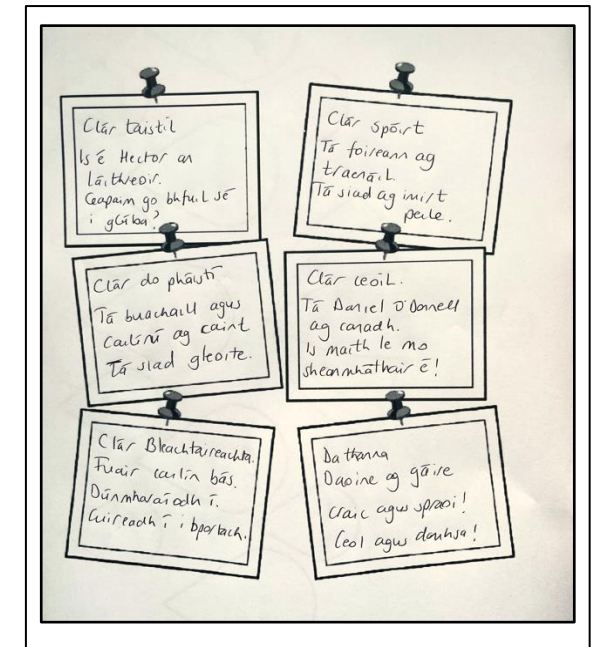 Clár taistil
Is é Hector an
láithreoir.
Ceapaim go bhfuil sé
i gCúba?
Clár spóirt
Tá foireann ag
traenáil.
Tá siad ag imirt
peile.
Clár do pháistí
Tá buachaill agus
cailíní ag caint
Tá siad gleoite.
Clár ceoil.
Tá Daniel O'Donnell
ag canadh.
Is maith le mo
sheanmháthair é!
Clár Bleachtaireachta.
Fuair cailín bás.
Dúnmharaíodh í.
Cuireadh í i bportach.
Dathanna
Daoine ag gáire
craic agus spraoi!
Ceol agus damhsa!